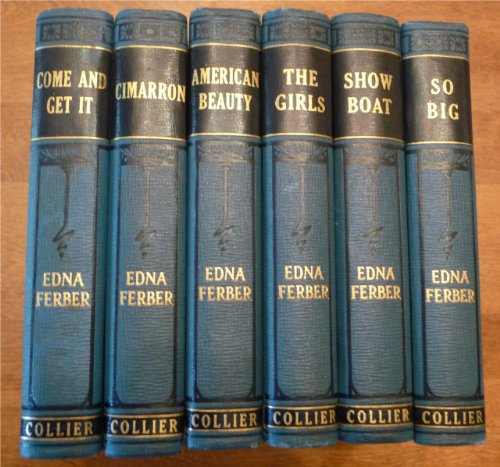 COME AND
GET IT
EDNA
FERBER
COLLIER
CIMARRON
EDNA
FERBER
COLLIER
AMERICAN
BEAUTY
EDNA
FERBER
COLLIER
THE
GIRLS
EDNA
FERBER
COLLIER
SHOW
BOAT
EDNA
FERBER
COLLIER
SO
BIG
EDNA
FERBER
COLLIER